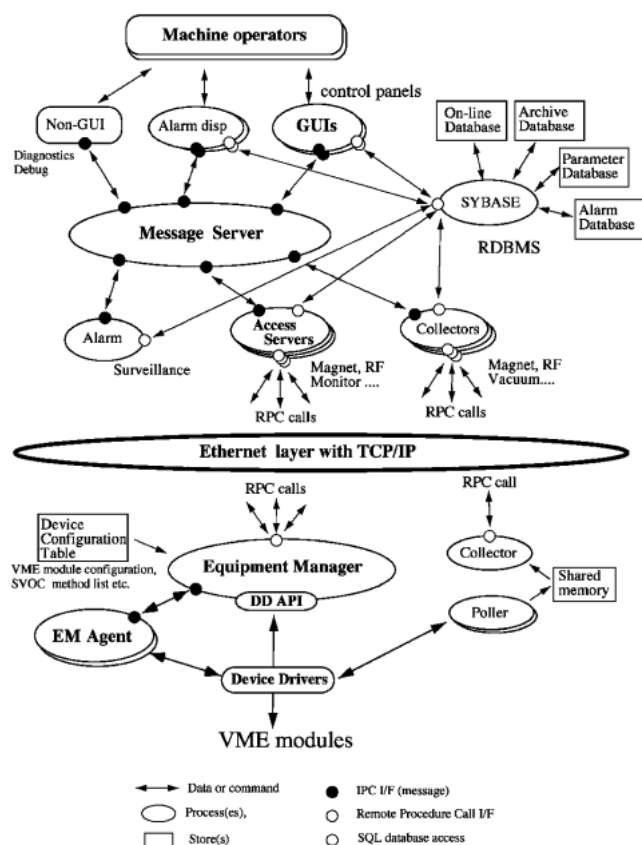 Machine operators
control panels
Non-GUI
Alarm disp
GUIs
On-line
Database
Archive
Database
Diagnostics
Debug
Parameter
Database
SYBASE
Alarm
Database
Message Server
RDBMS
Alarm
Access
Servers
Collectors
Surveillance
Magnet, RF
Monitor ....
Magnet, RF
Vacuum....
RPC calls
RPC calls
Ethernet layer with TCP/IP
RPC calls
RPC call
Device
Configuration
Table
Collector
VME module configuration,
SVOC method list etc.
Equipment Manager
Shared
memory
DD API
Poller
EM Agent
Device Drivers
VME modules
Data or command
IPC I/F (message)
Process(es),
Remote Procedure Call I/F
Store(s)
SQL database access